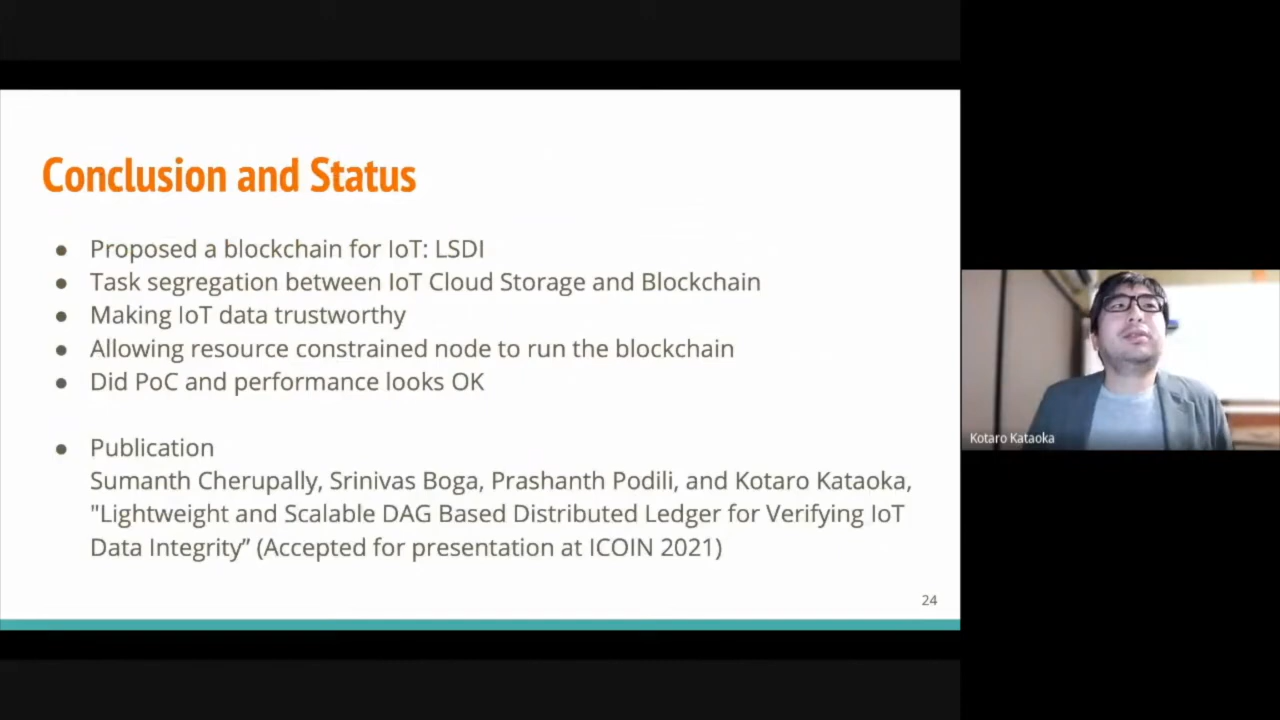 Conclusion and Status
● Proposed a blockchain for IoT: LSDI
● Task segregation between IoT Cloud Storage and Blockchain
● Making IoT data trustworthy
● Allowing resource constrained node to run the blockchain
● Did PoC and performance looks OK
● Publication
Sumanth Cherupally, Srinivas Boga, Prashanth Podili, and Kotaro Kataoka,
"Lightweight and Scalable DAG Based Distributed Ledger for Verifying IoT
Data Integrity” (Accepted for presentation at ICOIN 2021)
24
Kotaro Kataoka